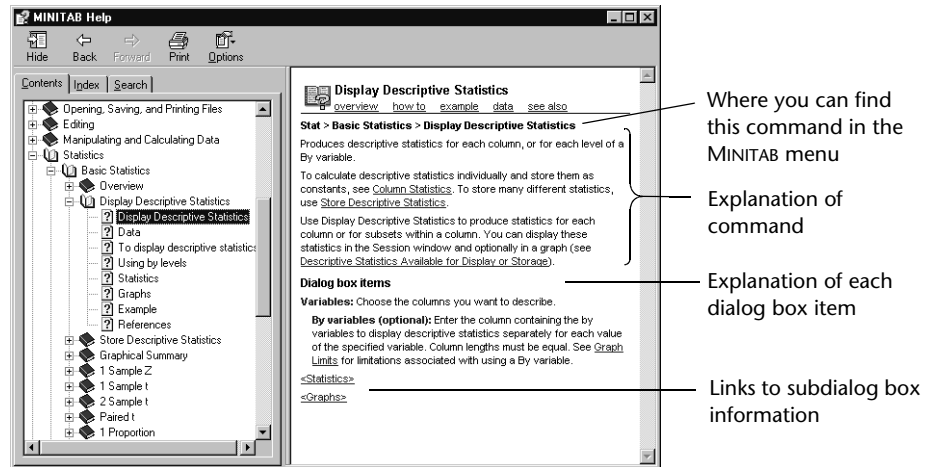 MINITAB Help
Hide Back Forward Print Options
Contents Index Search
Opening, Saving, and Printing Files
Editing
Manipulating and Calculating Data
Statistics
Basic Statistics
Overview
Display Descriptive Statistics
Display Descriptive Statistics
Data
To display descriptive statistics
Using by levels
Statistics
Graphs
Example
References
Store Descriptive Statistics
Graphical Summary
1 Sample Z
1 Sample t
2 Sample t
Paired t
1 Proportion
Display Descriptive Statistics
overview how to example data see also
Stat > Basic Statistics > Display Descriptive Statistics
Produces descriptive statistics for each column, or for each level of a
By variable.
To calculate descriptive statistics individually and store them as
constants, see Column Statistics. To store many different statistics,
use Store Descriptive Statistics.
Use Display Descriptive Statistics to produce statistics for each
column or for subsets within a column. You can display these
statistics in the Session window and optionally in a graph (see
Descriptive Statistics Available for Display or Storage).
Dialog box items
Variables: Choose the columns you want to describe.
By variables (optional): Enter the column containing the by
variables to display descriptive statistics separately for each value
of the specified variable. Column lengths must be equal. See Graph
Limits for limitations associated with using a By variable.
<Statistics>
<Graphs>
Where you can find
this command in the
MINITAB menu
Explanation of
command
Explanation of each
dialog box item
Links to subdialog box
information